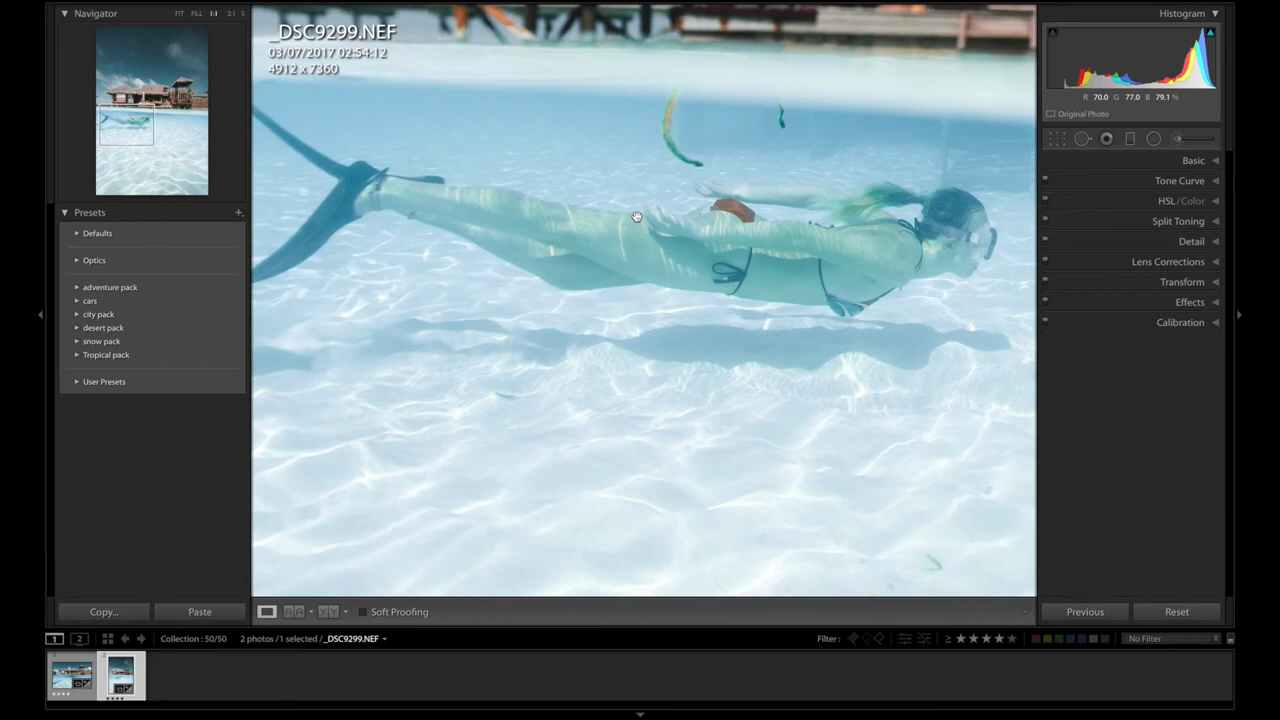 Navigator
FIT FILL 1:1 2:1
_DSC9299.NEF
03/07/2017 02:54:12
4912 x 7360
Histogram
R 70.0 G 77.0 B 79.1 %
Original Photo
Basic
Tone Curve
HSL / Color
Split Toning
Detail
Lens Corrections
Transform
Effects
Calibration
Presets
Defaults
Optics
adventure pack
cars
city pack
desert pack
snow pack
Tropical pack
User Presets
Copy... Paste
Soft Proofing
Previous Reset
1 2 Collection : 50/50 2 photos / 1 selected / _DSC9299.NEF
Filter : ≥ ★★★★★ No Filter